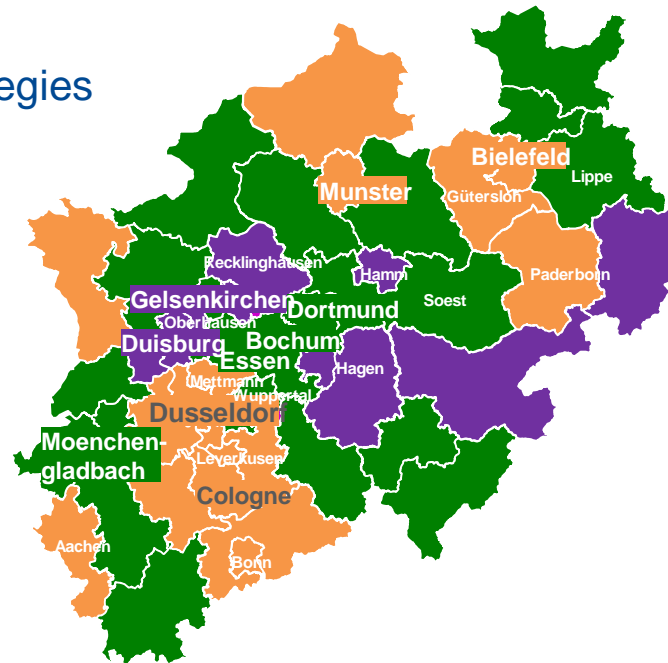 egies
Bielefeld
Lippe
Munster
Gütersloh
Recklinghausen
Hamm
Paderborn
Gelsenkirchen
Soest
Dortmund
Oberhausen
Duisburg
Bochum
Essen
Hagen
Mettmann
Wuppertal
Dusseldorf
Moenchen-
gladbach
Leverkusen
Cologne
Aachen
Bonn